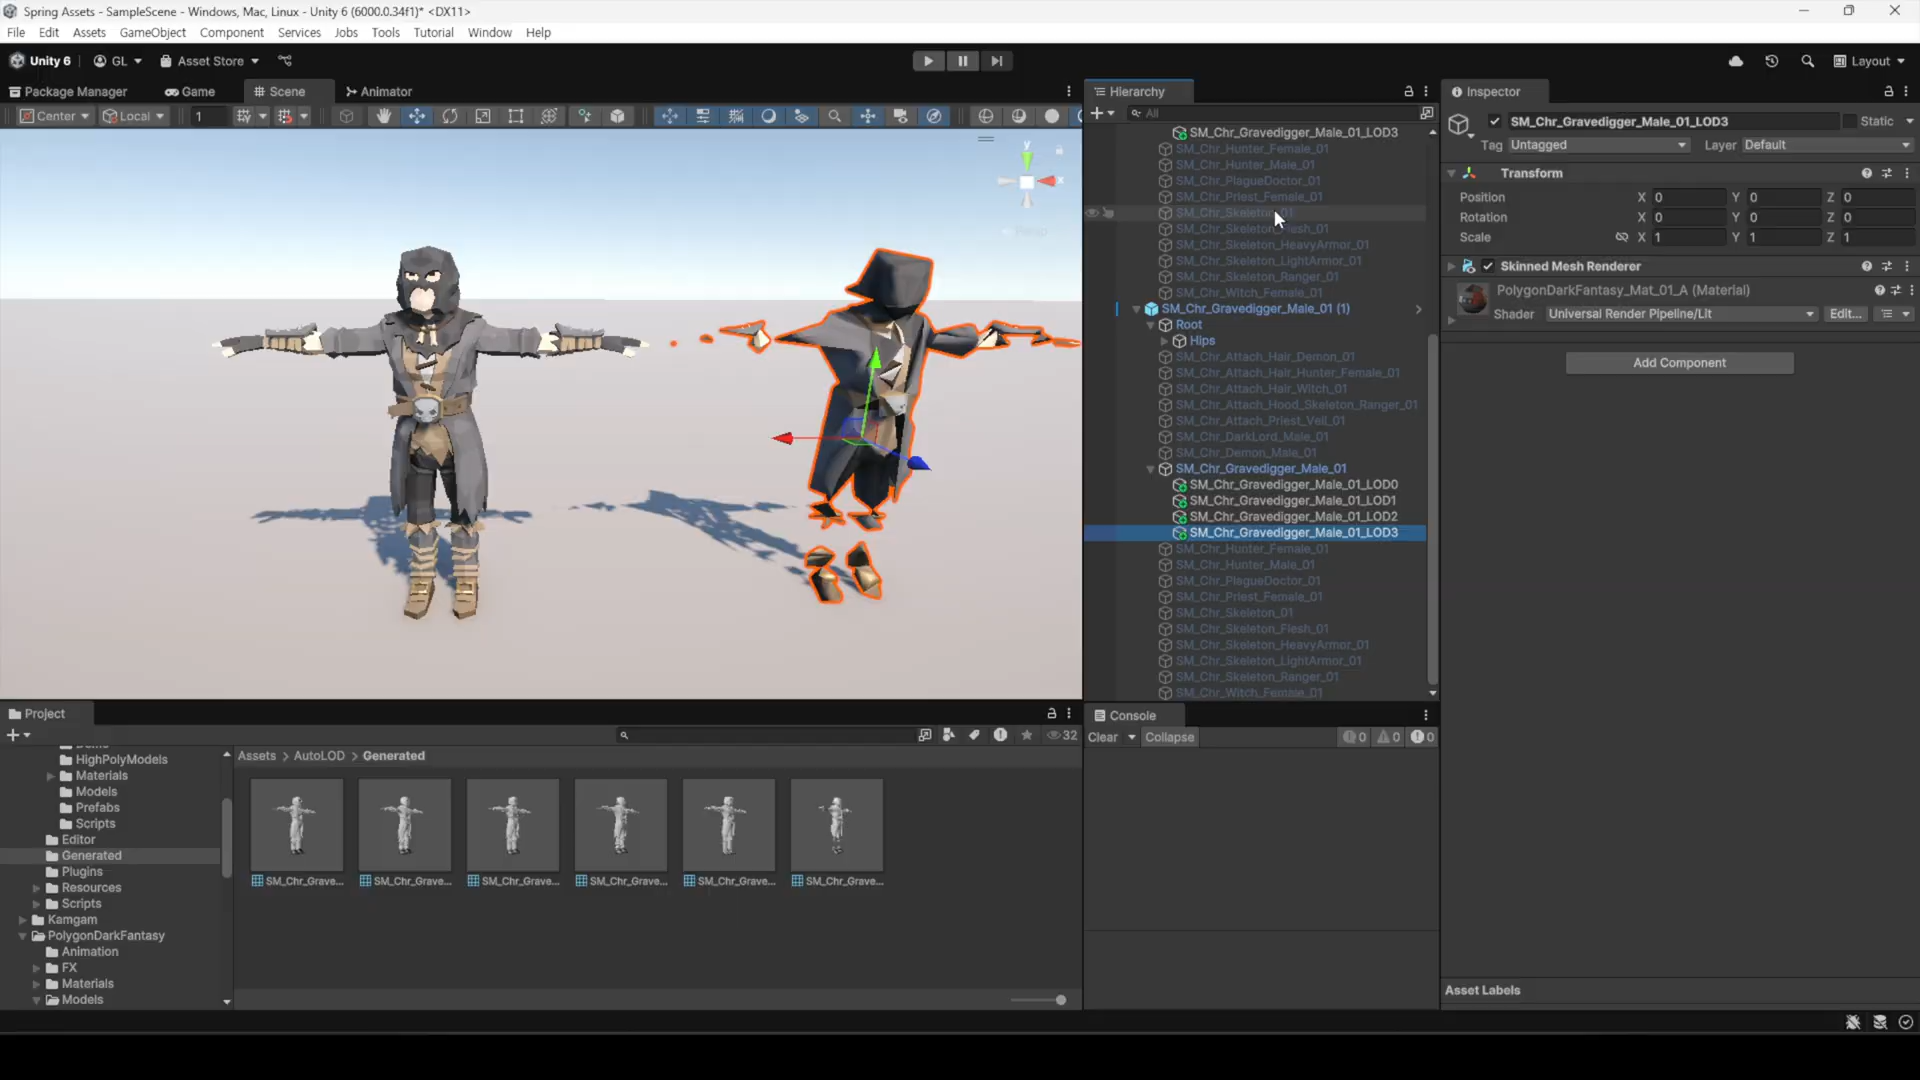 Spring Assets - SampleScene - Windows, Mac, Linux - Unity 6 (6000.0.34f1)* <DX11>
File Edit Assets GameObject Component Services Jobs Tools Tutorial Window Help
Unity 6 GL Asset Store Layout
Package Manager Game Scene Animator
Center Local 1
y
x
Persp
Hierarchy
All
SM_Chr_Gravedigger_Male_01_LOD3
SM_Chr_Hunter_Female_01
SM_Chr_Hunter_Male_01
SM_Chr_PlagueDoctor_01
SM_Chr_Priest_Female_01
SM_Chr_Skeleton_01
SM_Chr_Skeleton_Flesh_01
SM_Chr_Skeleton_HeavyArmor_01
SM_Chr_Skeleton_LightArmor_01
SM_Chr_Skeleton_Ranger_01
SM_Chr_Witch_Female_01
SM_Chr_Gravedigger_Male_01 (1)
Root
Hips
SM_Chr_Attach_Hair_Demon_01
SM_Chr_Attach_Hair_Hunter_Female_01
SM_Chr_Attach_Hair_Witch_01
SM_Chr_Attach_Hood_Skeleton_Ranger_01
SM_Chr_Attach_Priest_Veil_01
SM_Chr_DarkLord_Male_01
SM_Chr_Demon_Male_01
SM_Chr_Gravedigger_Male_01
SM_Chr_Gravedigger_Male_01_LOD0
SM_Chr_Gravedigger_Male_01_LOD1
SM_Chr_Gravedigger_Male_01_LOD2
SM_Chr_Gravedigger_Male_01_LOD3
SM_Chr_Hunter_Female_01
SM_Chr_Hunter_Male_01
SM_Chr_PlagueDoctor_01
SM_Chr_Priest_Female_01
SM_Chr_Skeleton_01
SM_Chr_Skeleton_Flesh_01
SM_Chr_Skeleton_HeavyArmor_01
SM_Chr_Skeleton_LightArmor_01
SM_Chr_Skeleton_Ranger_01
SM_Chr_Witch_Female_01
Inspector
SM_Chr_Gravedigger_Male_01_LOD3 Static
Tag Untagged Layer Default
Transform
Position X 0 Y 0 Z 0
Rotation X 0 Y 0 Z 0
Scale X 1 Y 1 Z 1
Skinned Mesh Renderer
PolygonDarkFantasy_Mat_01_A (Material)
Shader Universal Render Pipeline/Lit Edit...
Add Component
Asset Labels
Project
32
HighPolyModels
Materials
Models
Prefabs
Scripts
Editor
Generated
Plugins
Resources
Scripts
Kamgam
PolygonDarkFantasy
Animation
FX
Materials
Models
Assets > AutoLOD > Generated
SM_Chr_Grave... SM_Chr_Grave... SM_Chr_Grave... SM_Chr_Grave... SM_Chr_Grave... SM_Chr_Grave...
Console
Clear Collapse 0 0 0